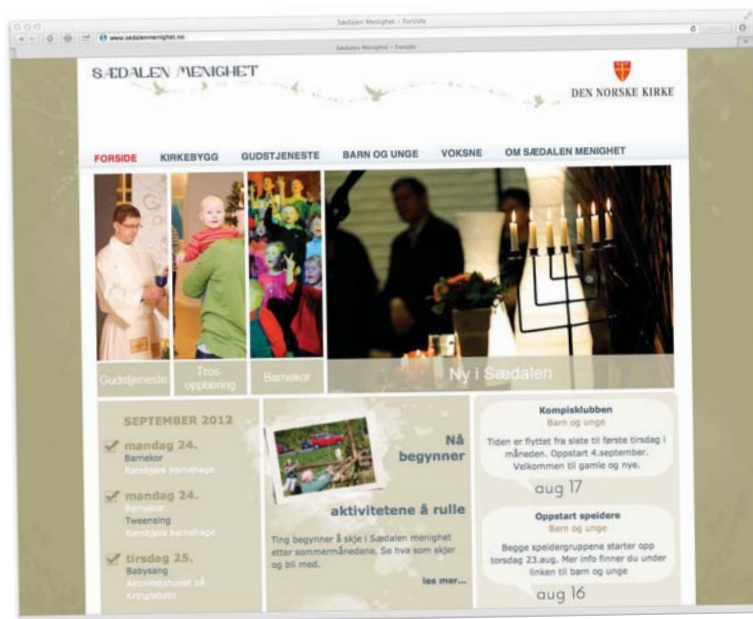 Sædalen Menighet – Forside
www.sædalenmenighet.no
Sædalen Menighet – Forside
SÆDALEN MENIGHET
DEN NORSKE KIRKE
FORSIDE KIRKEBYGG GUDSTJENESTE BARN OG UNGE VOKSNE OM SÆDALEN MENIGHET
Gudstjeneste
Tros-
opplæring
Barnekor
Ny i Sædalen
SEPTEMBER 2012
mandag 24.
Barnekor
Rambjøra barnehage
mandag 24.
Barnekor:
Tweensing
Rambjøra barnehage
tirsdag 25.
Babysang
Aktivitetshuset på
Kringlebotn
Nå
begynner
aktivitetene å rulle
Ting begynner å skje i Sædalen menighet
etter sommermånedene. Se hva som skjer
og bli med.
les mer...
Kompisklubben
Barn og unge
Tiden er flyttet fra siste til første tirsdag i
måneden. Oppstart 4.september.
Velkommen til gamle og nye.
aug 17
Oppstart speidere
Barn og unge
Begge speidergruppene starter opp
torsdag 23.aug. Mer info finner du under
linken til barn og unge
aug 16